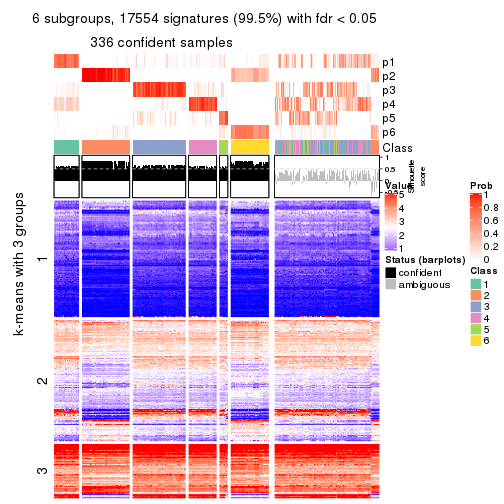 6 subgroups, 17554 signatures (99.5%) with fdr < 0.05
336 confident samples
p1
p2
p3
p4
p5
p6
Class
1
0.5
0
-0.5
Silhouette
score
k-means with 3 groups
1
2
3
Value
5
4
3
2
1
Status (barplots)
confident
ambiguous
Prob
1
0.8
0.6
0.4
0.2
0
Class
1
2
3
4
5
6